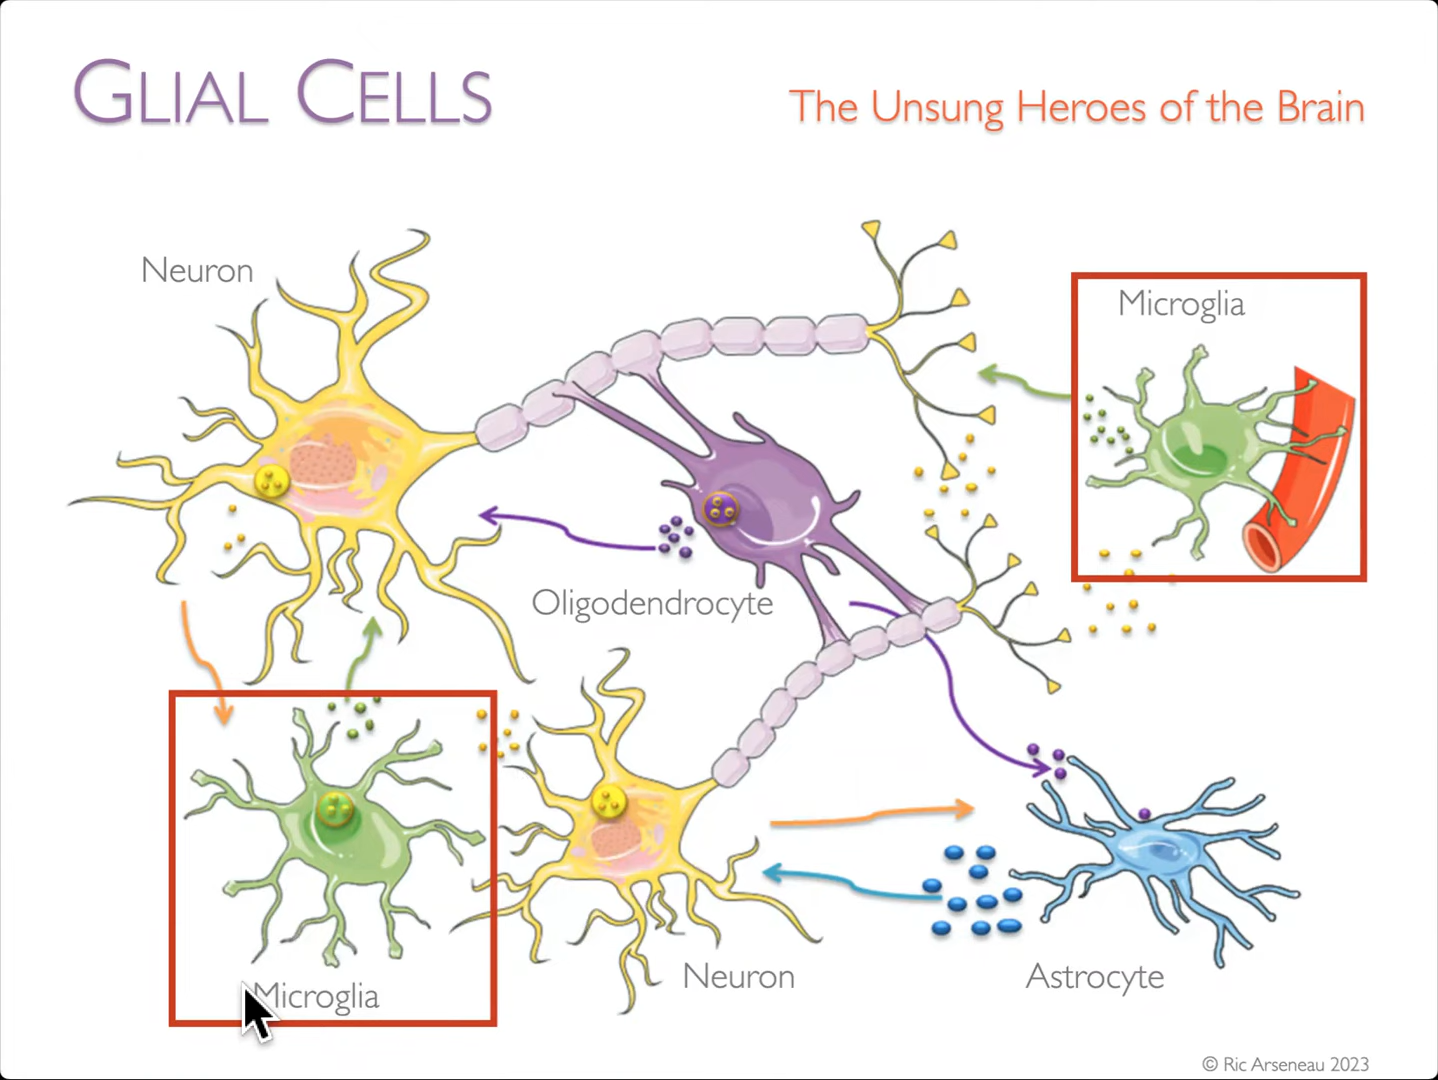 GLIAL CELLS
The Unsung Heroes of the Brain
Neuron
Microglia
Oligodendrocyte
Microglia
Neuron
Astrocyte
© Ric Arseneau 2023